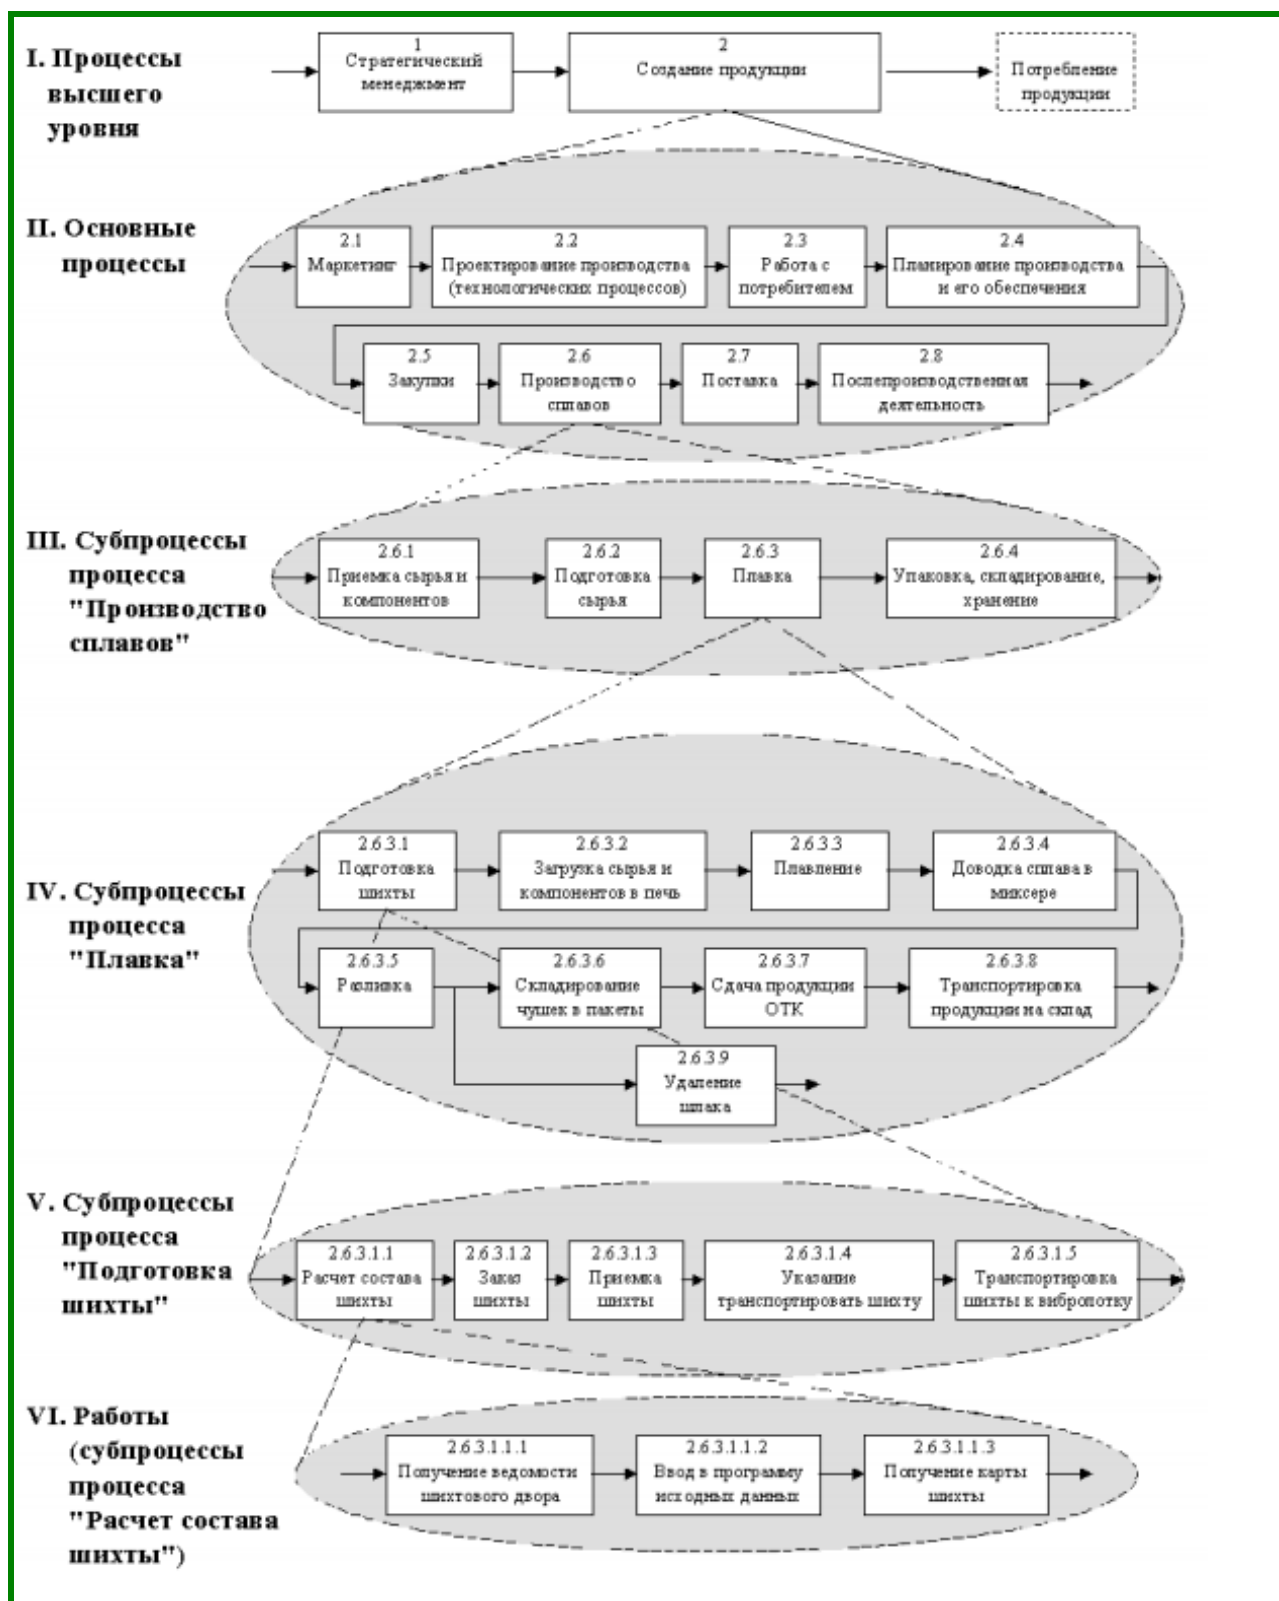 I. Процессы
высшего
уровня
1
Стратегический
менеджмент
2
Создание продукции
Потребление
продукции
II. Основные
процессы
2.1
Маркетинг
2.2
Проектирование производства
(технологических процессов)
2.3
Работа с
потребителем
2.4
Планирование производства
и его обеспечения
2.5
Закупки
2.6
Производство
сплавов
2.7
Поставка
2.8
Послепроизводственная
деятельность
III. Субпроцессы
процесса
"Производство
сплавов"
2.6.1
Приемка сырья и
компонентов
2.6.2
Подготовка
сырья
2.6.3
Плавка
2.6.4
Упаковка, складирование,
хранение
IV. Субпроцессы
процесса
"Плавка"
2.6.3.1
Подготовка
шихты
2.6.3.2
Загрузка сырья и
компонентов в печь
2.6.3.3
Плавление
2.6.3.4
Доводка сплава в
миксере
2.6.3.5
Разливка
2.6.3.6
Складирование
чушек в пакеты
2.6.3.7
Сдача продукции
ОТК
2.6.3.8
Транспортировка
продукции на склад
2.6.3.9
Удаление
шлака
V. Субпроцессы
процесса
"Подготовка
шихты"
2.6.3.1.1
Расчет состава
шихты
2.6.3.1.2
Заказ
шихты
2.6.3.1.3
Приемка
шихты
2.6.3.1.4
Указание
транспортировать шихту
2.6.3.1.5
Транспортировка
шихты к вибролотку
VI. Работы
(субпроцессы
процесса
"Расчет состава
шихты")
2.6.3.1.1.1
Получение ведомости
шихтового двора
2.6.3.1.1.2
Ввод в программу
исходных данных
2.6.3.1.1.3
Получение карты
шихты